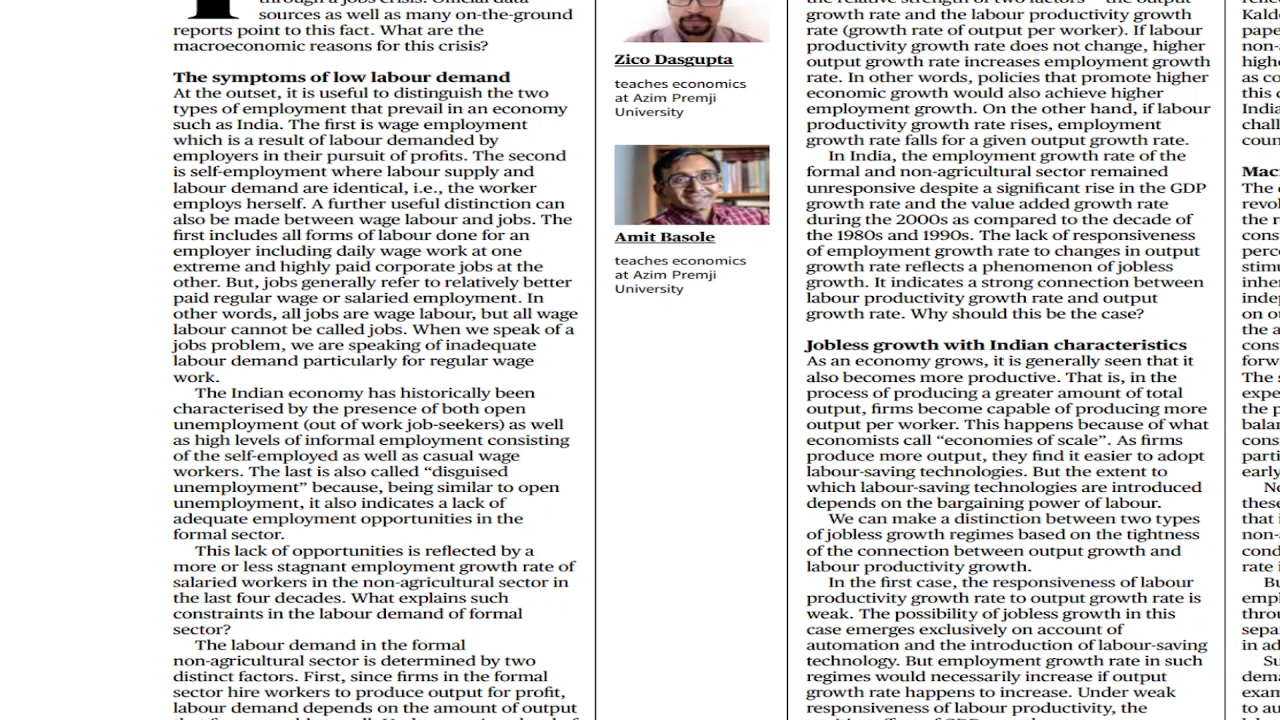 through a jobs crisis. Official data
sources as well as many on-the-ground
reports point to this fact. What are the
macroeconomic reasons for this crisis?
The symptoms of low labour demand
At the outset, it is useful to distinguish the two
types of employment that prevail in an economy
such as India. The first is wage employment
which is a result of labour demanded by
employers in their pursuit of profits. The second
is self-employment where labour supply and
labour demand are identical, i.e., the worker
employs herself. A further useful distinction can
also be made between wage labour and jobs. The
first includes all forms of labour done for an
employer including daily wage work at one
extreme and highly paid corporate jobs at the
other. But, jobs generally refer to relatively better
paid regular wage or salaried employment. In
other words, all jobs are wage labour, but all wage
labour cannot be called jobs. When we speak of a
jobs problem, we are speaking of inadequate
labour demand particularly for regular wage
work.
The Indian economy has historically been
characterised by the presence of both open
unemployment (out of work job-seekers) as well
as high levels of informal employment consisting
of the self-employed as well as casual wage
workers. The last is also called “disguised
unemployment” because, being similar to open
unemployment, it also indicates a lack of
adequate employment opportunities in the
formal sector.
This lack of opportunities is reflected by a
more or less stagnant employment growth rate of
salaried workers in the non-agricultural sector in
the last four decades. What explains such
constraints in the labour demand of formal
sector?
The labour demand in the formal
non-agricultural sector is determined by two
distinct factors. First, since firms in the formal
sector hire workers to produce output for profit,
labour demand depends on the amount of output
Zico Dasgupta
teaches economics
at Azim Premji
University
Amit Basole
teaches economics
at Azim Premji
University
the relative strength of two factors – the output
growth rate and the labour productivity growth
rate (growth rate of output per worker). If labour
productivity growth rate does not change, higher
output growth rate increases employment growth
rate. In other words, policies that promote higher
economic growth would also achieve higher
employment growth. On the other hand, if labour
productivity growth rate rises, employment
growth rate falls for a given output growth rate.
In India, the employment growth rate of the
formal and non-agricultural sector remained
unresponsive despite a significant rise in the GDP
growth rate and the value added growth rate
during the 2000s as compared to the decade of
the 1980s and 1990s. The lack of responsiveness
of employment growth rate to changes in output
growth rate reflects a phenomenon of jobless
growth. It indicates a strong connection between
labour productivity growth rate and output
growth rate. Why should this be the case?
Jobless growth with Indian characteristics
As an economy grows, it is generally seen that it
also becomes more productive. That is, in the
process of producing a greater amount of total
output, firms become capable of producing more
output per worker. This happens because of what
economists call “economies of scale”. As firms
produce more output, they find it easier to adopt
labour-saving technologies. But the extent to
which labour-saving technologies are introduced
depends on the bargaining power of labour.
We can make a distinction between two types
of jobless growth regimes based on the tightness
of the connection between output growth and
labour productivity growth.
In the first case, the responsiveness of labour
productivity growth rate to output growth rate is
weak. The possibility of jobless growth in this
case emerges exclusively on account of
automation and the introduction of labour-saving
technology. But employment growth rate in such
regimes would necessarily increase if output
growth rate happens to increase. Under weak
responsiveness of labour productivity, the